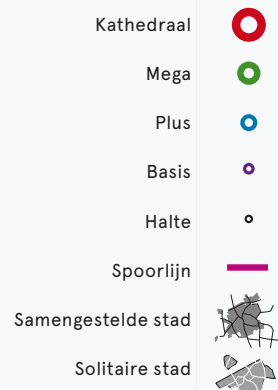 Kathedraal
Mega
Plus
Basis
Halte
Spoorlijn
Samengestelde stad
Solitaire stad